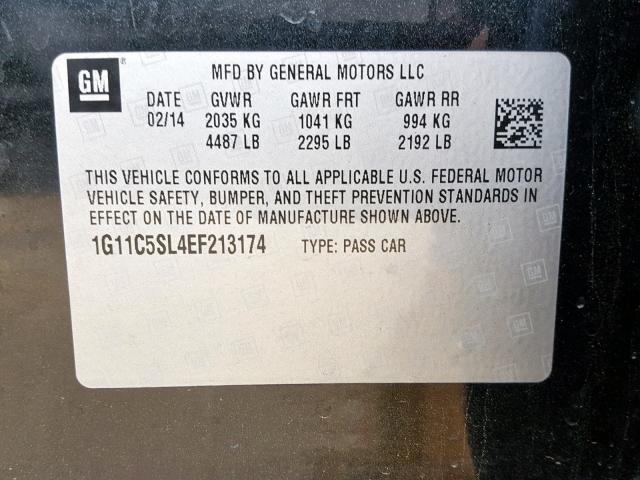 GM
MFD BY GENERAL MOTORS LLC
DATE GVWR GAWR FRT GAWR RR
02/14 2035 KG 1041 KG 994 KG
4487 LB 2295 LB 2192 LB
THIS VEHICLE CONFORMS TO ALL APPLICABLE U.S. FEDERAL MOTOR
VEHICLE SAFETY, BUMPER, AND THEFT PREVENTION STANDARDS IN
EFFECT ON THE DATE OF MANUFACTURE SHOWN ABOVE.
1G11C5SL4EF213174 TYPE: PASS CAR